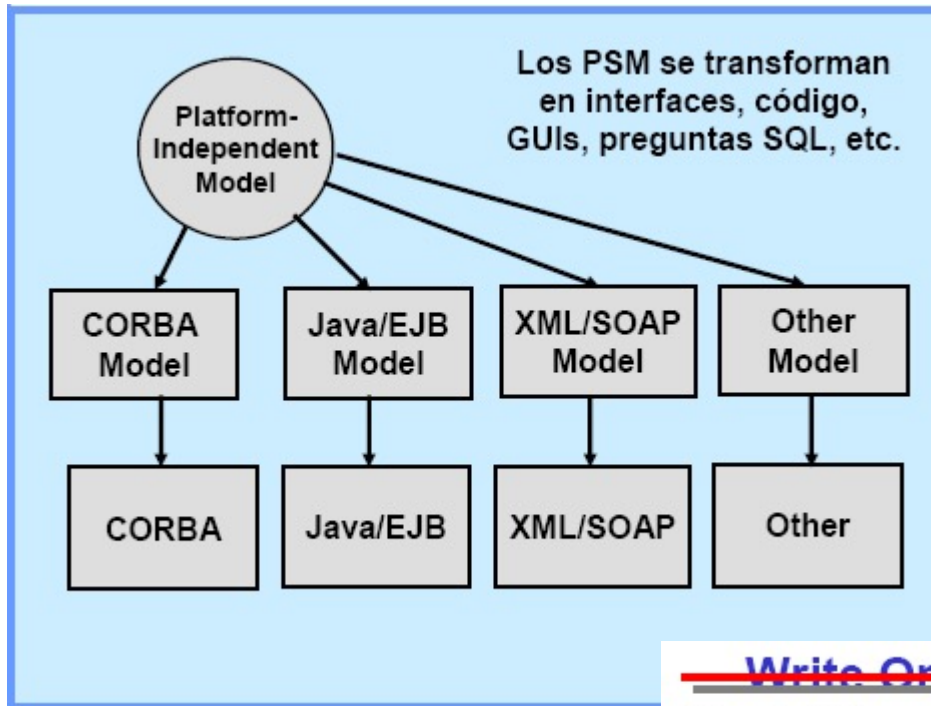 Los PSM se transforman
en interfaces, código,
GUIs, preguntas SQL, etc.
Platform-
Independent
Model
CORBA
Model
Java/EJB
Model
XML/SOAP
Model
Other
Model
CORBA
Java/EJB
XML/SOAP
Other
Write